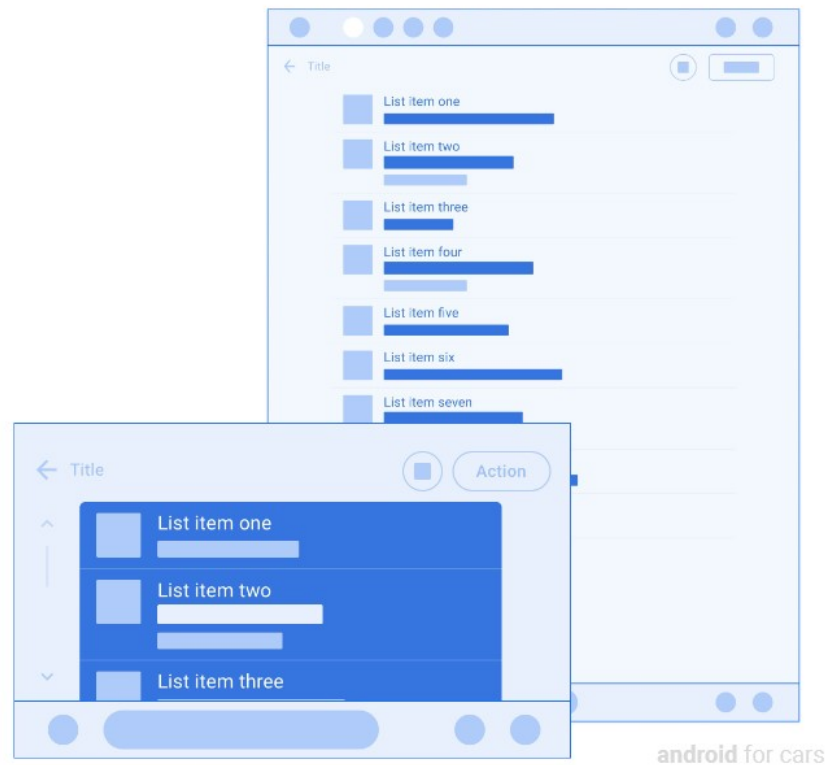 Title
List item one
List item two
List item three
List item four
List item five
List item six
List item seven
Title
Action
List item one
List item two
List item three
android for cars